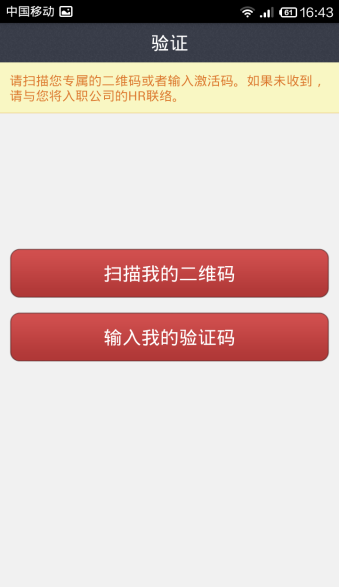 中国移动 61 16:43
验证
请扫描您专属的二维码或者输入激活码。如果未收到，
请与您将入职公司的HR联络。
扫描我的二维码
输入我的验证码